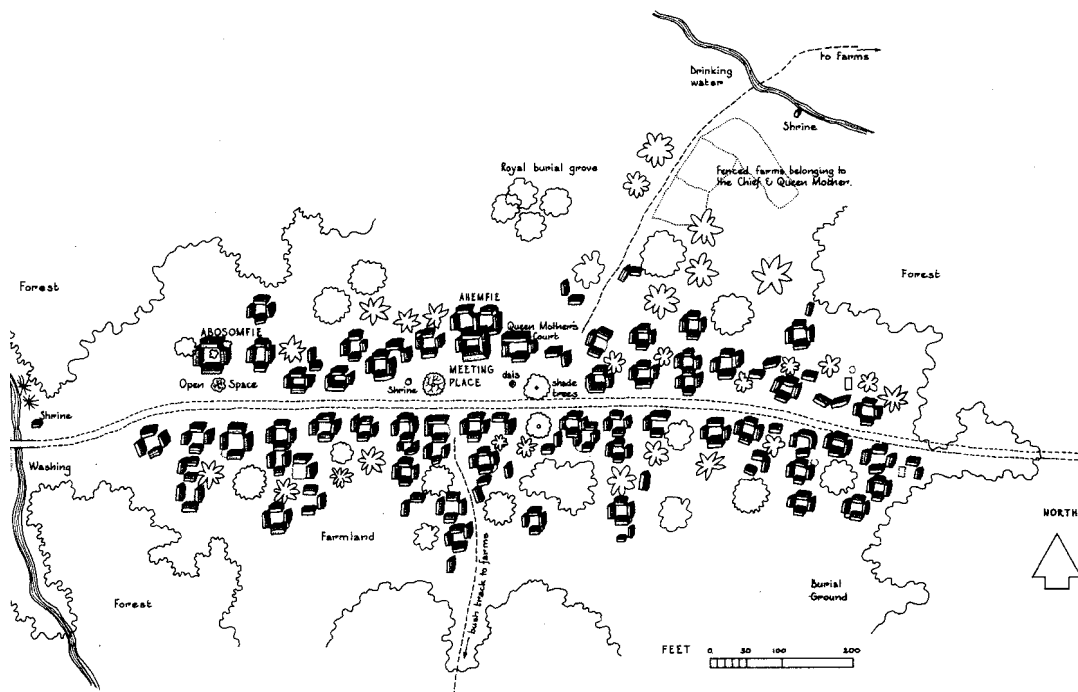 to farms
Drinking
water
Shrine
Royal burial grove
Fenced farms belonging to
the Chief & Queen Mother.
Forest
Forest
AHEMFIE
ABOSOMFIE
Queen Mother's
Court
MEETING
PLACE
Open Space
Shrine
dais
shade
trees
Shrine
Washing
Farmland
Forest
bush track to farms
Burial
Ground
NORTH
FEET 0 50 100 200